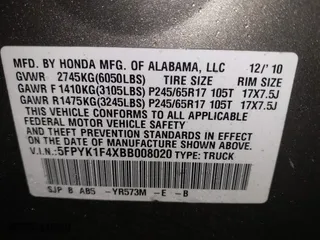 MFD. BY HONDA MFG. OF ALABAMA, LLC 12/'10
GVWR 2745KG(6050LBS) TIRE SIZE RIM SIZE
GAWR F 1410KG(3105LBS) P245/65R17 105T 17X7.5J
GAWR R1475KG(3245LBS) P245/65R17 105T 17X7.5J
THIS VEHICLE CONFORMS TO ALL APPLICABLE
FEDERAL MOTOR VEHICLE SAFETY AND
THEFT PREVENTION STANDARDS IN EFFECT
ON THE DATE OF MANUFACTURE SHOWN ABOVE.
V.I.N.: 5FPYK1F4XBB008020 TYPE: TRUCK
SJP B AB5 -YR573M -E -B